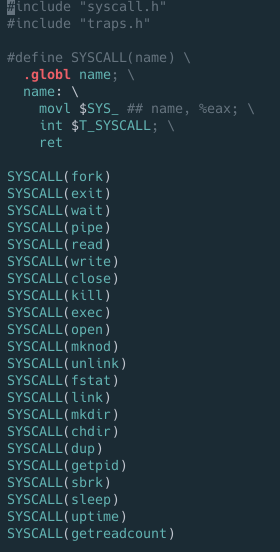 #include "syscall.h"
#include "traps.h"

#define SYSCALL(name) \
  .globl name; \
  name: \
    movl $SYS_ ## name, %eax; \
    int $T_SYSCALL; \
    ret

SYSCALL(fork)
SYSCALL(exit)
SYSCALL(wait)
SYSCALL(pipe)
SYSCALL(read)
SYSCALL(write)
SYSCALL(close)
SYSCALL(kill)
SYSCALL(exec)
SYSCALL(open)
SYSCALL(mknod)
SYSCALL(unlink)
SYSCALL(fstat)
SYSCALL(link)
SYSCALL(mkdir)
SYSCALL(chdir)
SYSCALL(dup)
SYSCALL(getpid)
SYSCALL(sbrk)
SYSCALL(sleep)
SYSCALL(uptime)
SYSCALL(getreadcount)